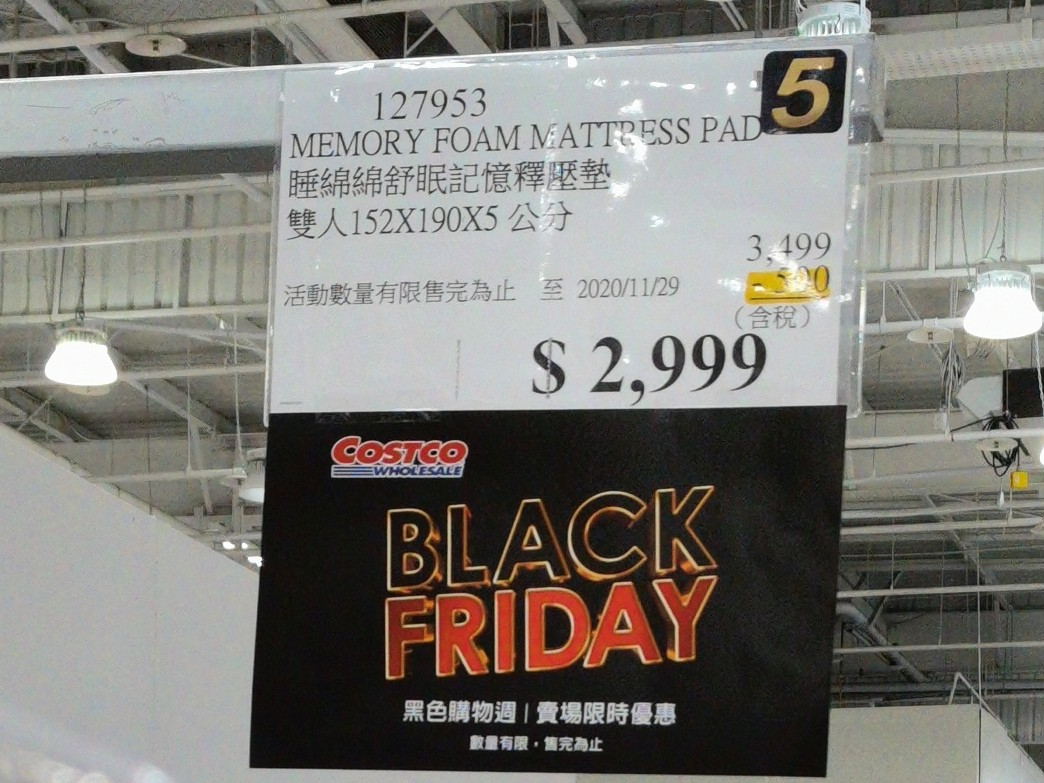 5
127953
MEMORY FOAM MATTRESS PAD
睡綿綿舒眠記憶釋壓墊
雙人152X190X5 公分
3,499
活動數量有限售完為止 至 2020/11/29
- 500
(含稅)
$ 2,999
COSTCO
WHOLESALE
BLACK
FRIDAY
黑色購物週 | 賣場限時優惠
數量有限，售完為止